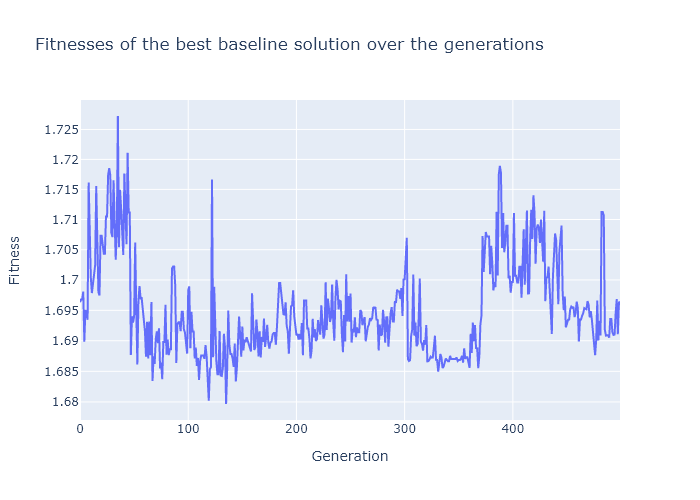 Fitnesses of the best baseline solution over the generations
1.725
1.72
1.715
1.71
1.705
1.7
1.695
1.69
1.685
1.68
Fitness
0 100 200 300 400
Generation